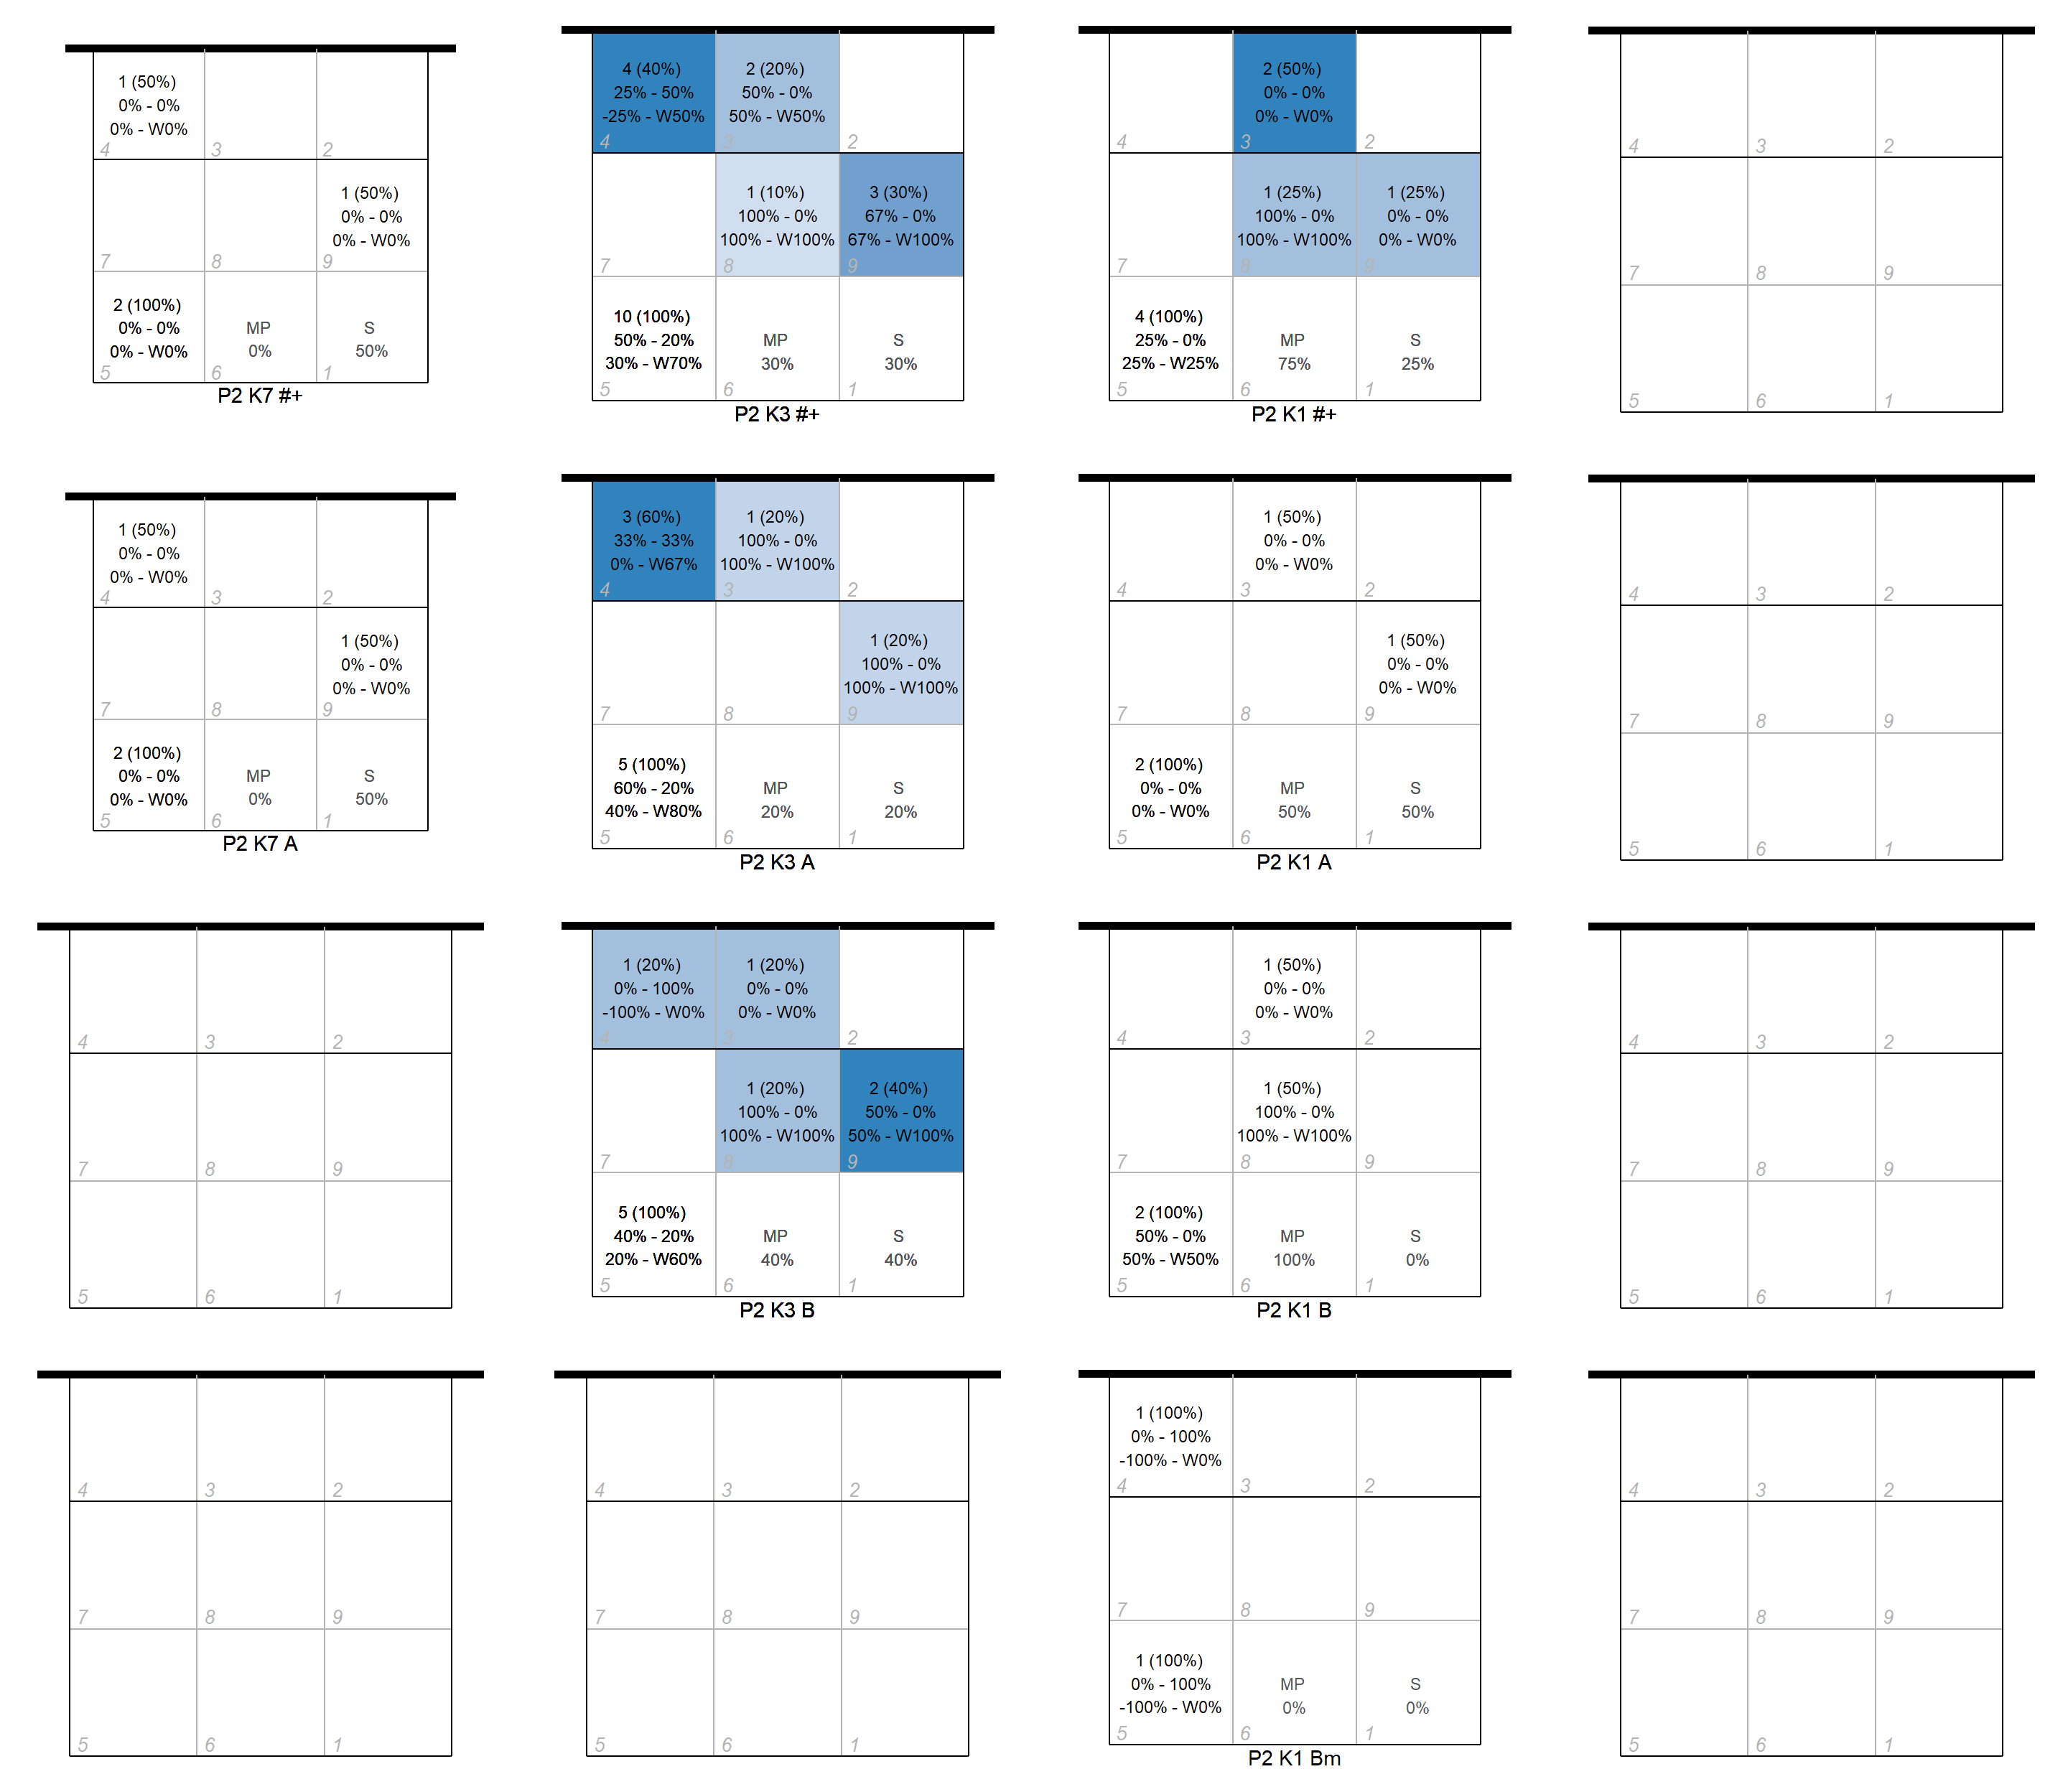 1 (50%)
0% - 0%
0% - W0%
4
3
2
1 (50%)
0% - 0%
0% - W0%
7
8
9
2 (100%)
0% - 0%
0% - W0%
MP
0%
S
50%
5
6
1
P2 K7 #+
4 (40%)
25% - 50%
-25% - W50%
2 (20%)
50% - 0%
50% - W50%
4
3
2
1 (10%)
100% - 0%
100% - W100%
3 (30%)
67% - 0%
67% - W100%
7
8
9
10 (100%)
50% - 20%
30% - W70%
MP
30%
S
30%
5
6
1
P2 K3 #+
2 (50%)
0% - 0%
0% - W0%
4
3
2
1 (25%)
100% - 0%
100% - W100%
1 (25%)
0% - 0%
0% - W0%
7
8
9
4 (100%)
25% - 0%
25% - W25%
MP
75%
S
25%
5
6
1
P2 K1 #+
4
3
2
7
8
9
5
6
1
1 (50%)
0% - 0%
0% - W0%
4
3
2
1 (50%)
0% - 0%
0% - W0%
7
8
9
2 (100%)
0% - 0%
0% - W0%
MP
0%
S
50%
5
6
1
P2 K7 A
3 (60%)
33% - 33%
0% - W67%
1 (20%)
100% - 0%
100% - W100%
4
3
2
1 (20%)
100% - 0%
100% - W100%
7
8
9
5 (100%)
60% - 20%
40% - W80%
MP
20%
S
20%
5
6
1
P2 K3 A
1 (50%)
0% - 0%
0% - W0%
4
3
2
1 (50%)
0% - 0%
0% - W0%
7
8
9
2 (100%)
0% - 0%
0% - W0%
MP
50%
S
50%
5
6
1
P2 K1 A
4
3
2
7
8
9
5
6
1
4
3
2
7
8
9
5
6
1
1 (20%)
0% - 100%
-100% - W0%
1 (20%)
0% - 0%
0% - W0%
4
3
2
1 (20%)
100% - 0%
100% - W100%
2 (40%)
50% - 0%
50% - W100%
7
8
9
5 (100%)
40% - 20%
20% - W60%
MP
40%
S
40%
5
6
1
P2 K3 B
1 (50%)
0% - 0%
0% - W0%
4
3
2
1 (50%)
100% - 0%
100% - W100%
7
8
9
2 (100%)
50% - 0%
50% - W50%
MP
100%
S
0%
5
6
1
P2 K1 B
4
3
2
7
8
9
5
6
1
4
3
2
7
8
9
5
6
1
4
3
2
7
8
9
5
6
1
1 (100%)
0% - 100%
-100% - W0%
4
3
2
7
8
9
1 (100%)
0% - 100%
-100% - W0%
MP
0%
S
0%
5
6
1
P2 K1 Bm
4
3
2
7
8
9
5
6
1